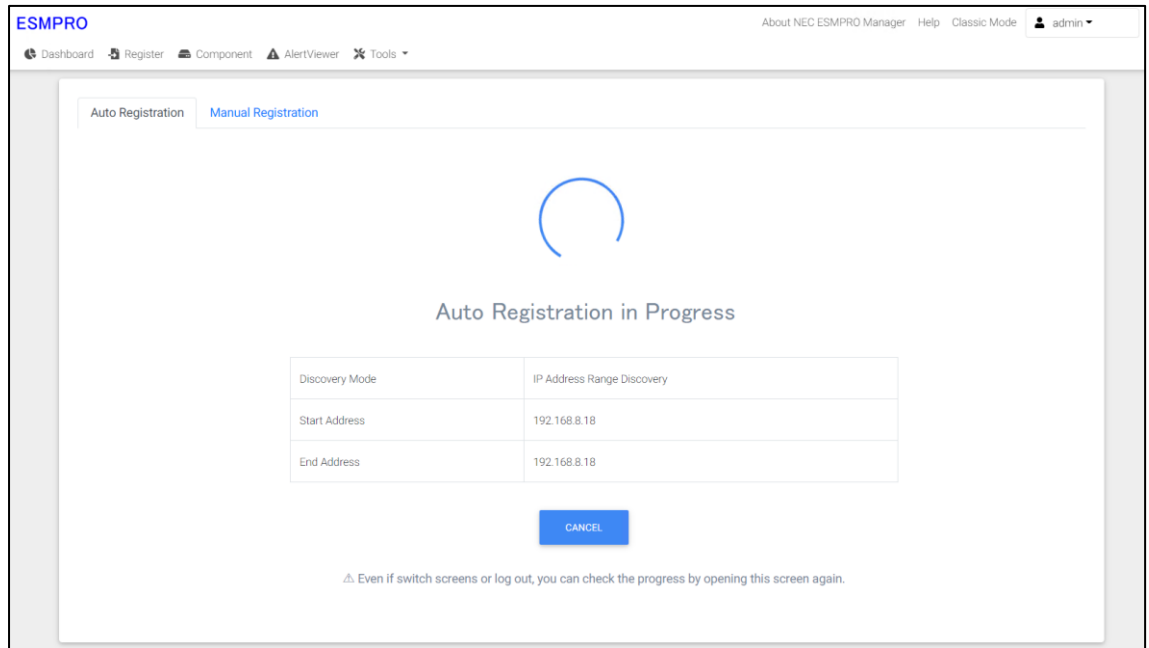 ESMPRO
About NEC ESMPRO Manager Help Classic Mode admin
Dashboard Register Component AlertViewer Tools
Auto Registration Manual Registration
Auto Registration in Progress
Discovery Mode IP Address Range Discovery
Start Address 192.168.8.18
End Address 192.168.8.18
CANCEL
⚠ Even if switch screens or log out, you can check the progress by opening this screen again.